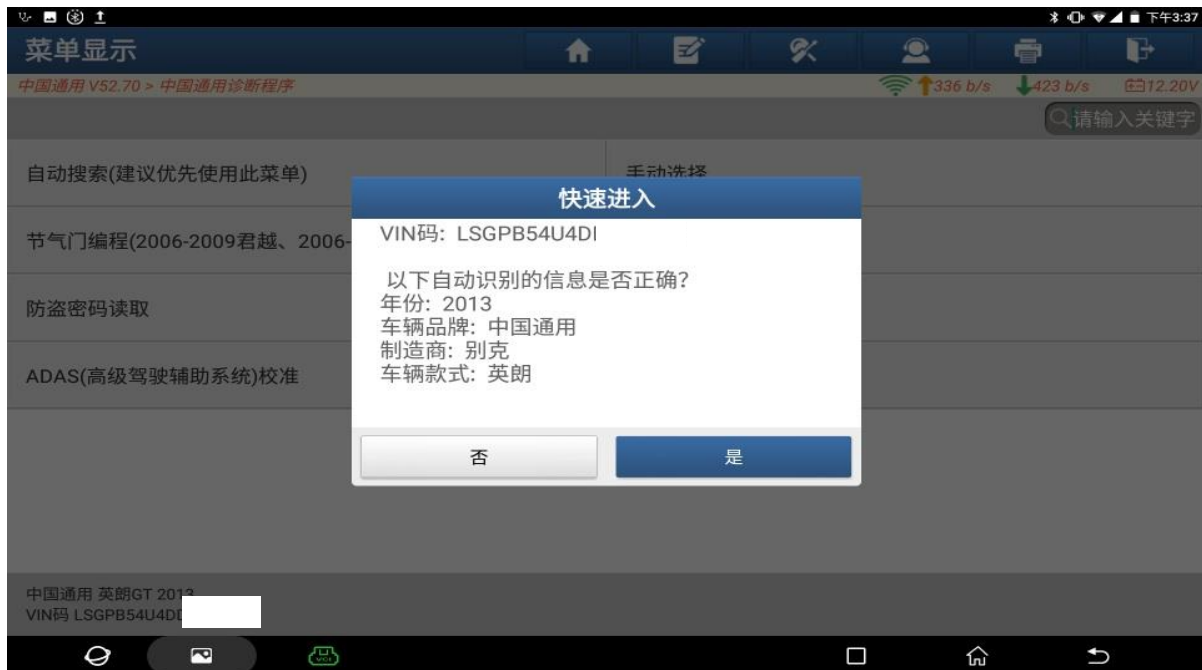 下午3:37
菜单显示
中国通用 V52.70 > 中国通用诊断程序
336 b/s
423 b/s
12.20V
请输入关键字
自动搜索(建议优先使用此菜单)
手动选择
快速进入
节气门编程(2006-2009君越、2006-
VIN码: LSGPB54U4D
以下自动识别的信息是否正确?
年份: 2013
防盗密码读取
车辆品牌: 中国通用
制造商: 别克
车辆款式: 英朗
ADAS(高级驾驶辅助系统)校准
否
是
中国通用 英朗GT 2013
VIN码 LSGPB54U4D
VCI